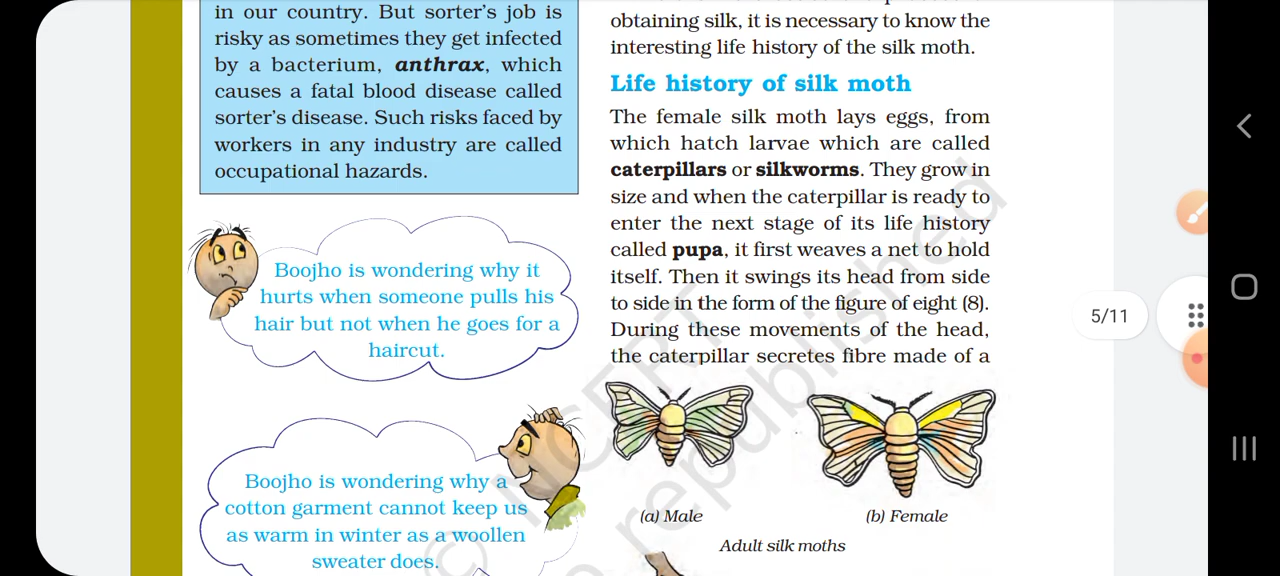 in our country. But sorter's job is
risky as sometimes they get infected
by a bacterium, anthrax, which
causes a fatal blood disease called
sorter's disease. Such risks faced by
workers in any industry are called
occupational hazards.
Boojho is wondering why it
hurts when someone pulls his
hair but not when he goes for a
haircut.
Boojho is wondering why a
cotton garment cannot keep us
as warm in winter as a woollen
sweater does.
obtaining silk, it is necessary to know the
interesting life history of the silk moth.
Life history of silk moth
The female silk moth lays eggs, from
which hatch larvae which are called
caterpillars or silkworms. They grow in
size and when the caterpillar is ready to
enter the next stage of its life history
called pupa, it first weaves a net to hold
itself. Then it swings its head from side
to side in the form of the figure of eight (8).
During these movements of the head,
the caterpillar secretes fibre made of a
(a) Male
(b) Female
Adult silk moths
© NCERT
republished
5/11